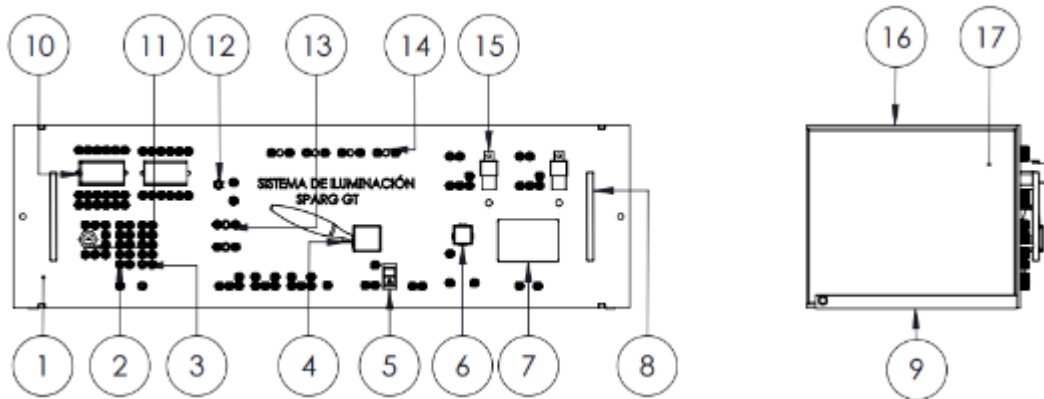 10 11 12 13 14 15 16 17
SISTEMA DE ILUMINACIÓN
SPARG GT
1 2 3 4 5 6 7 8 9